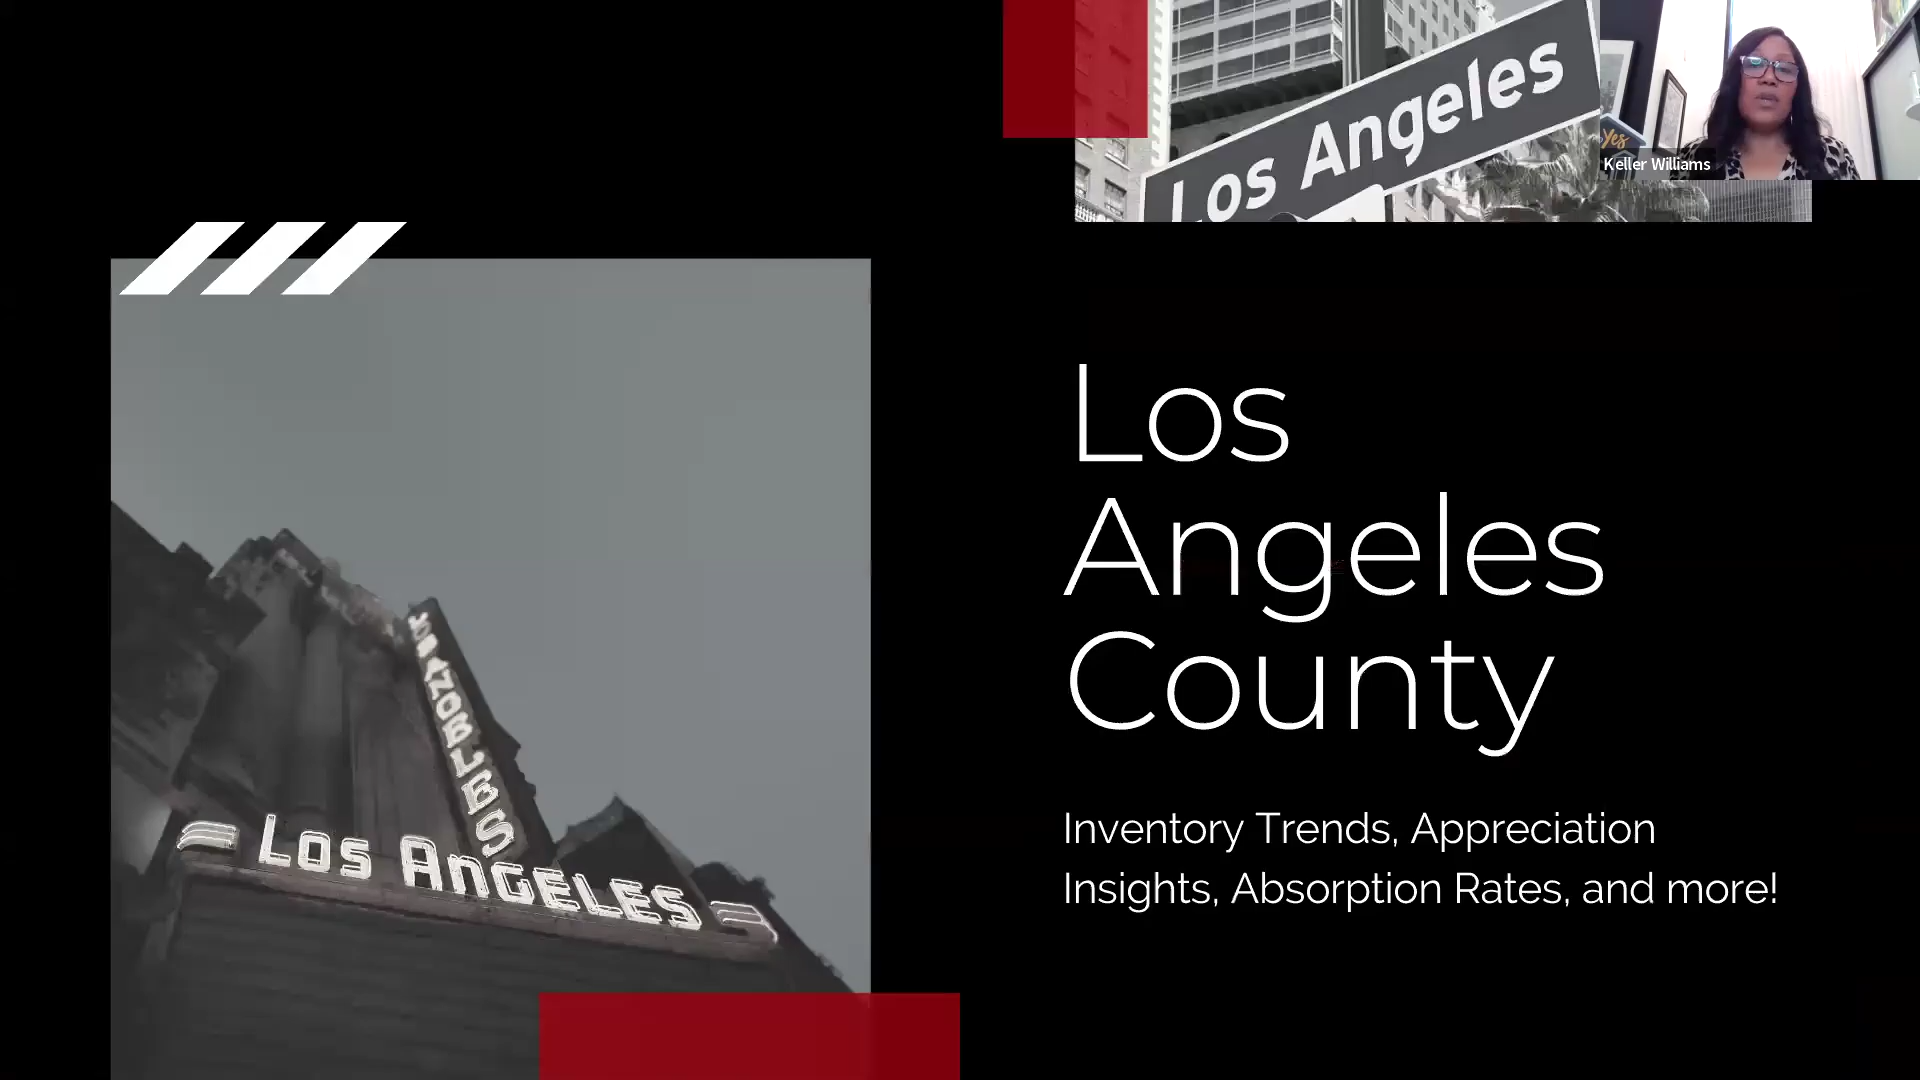 Los Angeles
Yes
Keller Williams
Los
Angeles
County
Inventory Trends, Appreciation
Insights, Absorption Rates, and more!
LOS ANGELES
Los Angeles